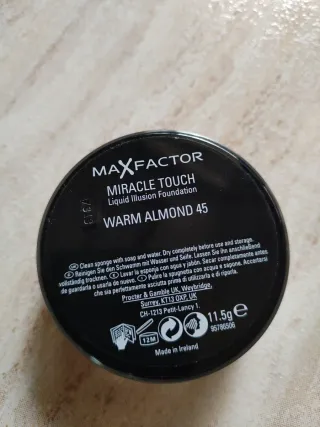 MAXFACTOR
MIRACLE TOUCH
Liquid Illusion Foundation
WARM ALMOND 45
Clean sponge with soap and water. Dry completely before use and storage.
Reinigen Sie den Schwamm mit Wasser und Seife. Lassen Sie ihn anschließend
trocknen. Lave la esponja con agua y jabón. Secar completamente antes
de guardarla o usarla de nuevo. Pulire la spugnetta con acqua e sapone. Accertarsi
che sia perfettamente asciutta prima di utilizzarla e di riporla.
Procter & Gamble UK, Weybridge,
Surrey, KT13 0XP, UK
CH-1213 Petit-Lancy 1.
12M
11.5g e
95786506
Made in Ireland